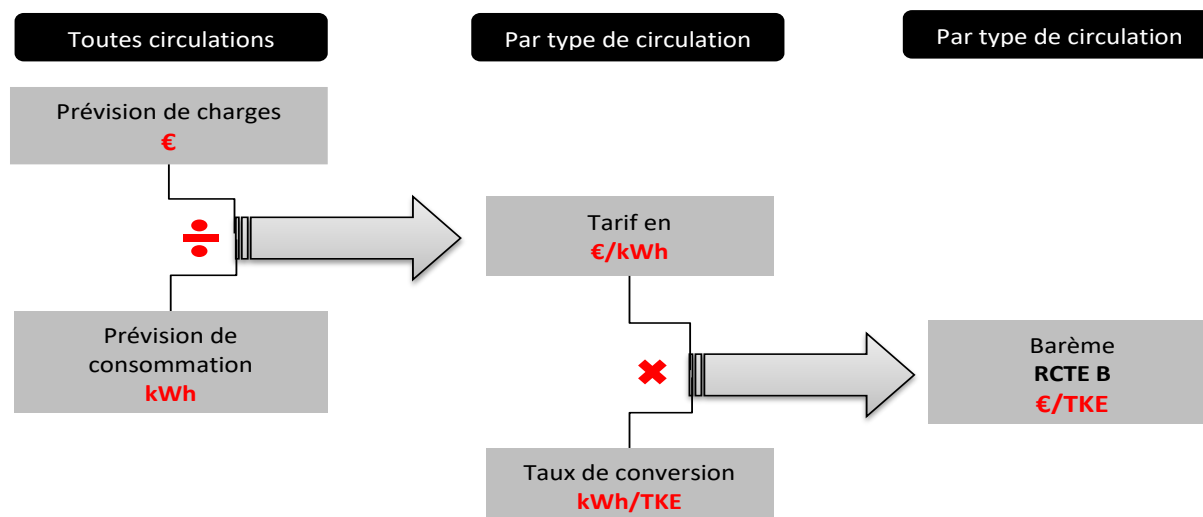 Toutes circulations
Par type de circulation
Par type de circulation
Prévision de charges
€
Prévision de
consommation
kWh
Tarif en
€/kWh
Taux de conversion
kWh/TKE
Barème
RCTE B
€/TKE